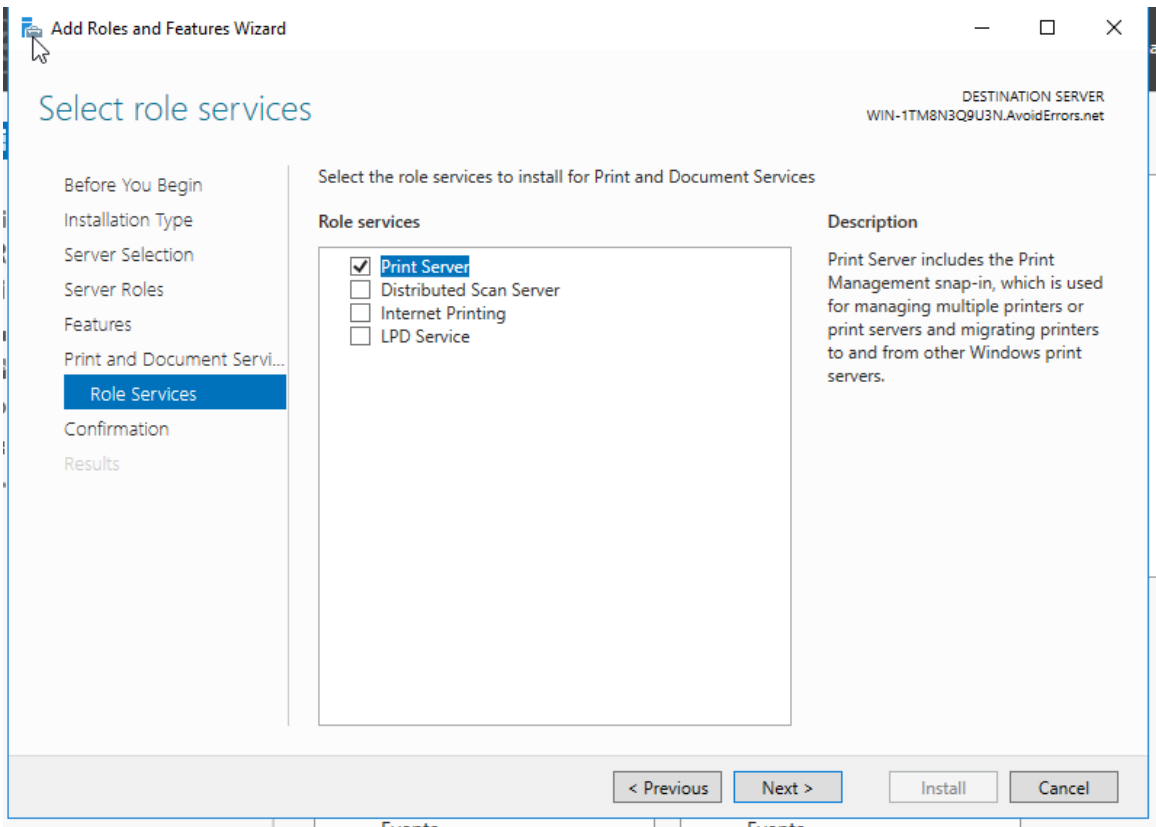 Add Roles and Features Wizard
Select role services
DESTINATION SERVER
WIN-1TM8N3Q9U3N.AvoidErrors.net
Before You Begin
Installation Type
Server Selection
Server Roles
Features
Print and Document Servi...
Role Services
Confirmation
Results
Select the role services to install for Print and Document Services
Role services
Print Server
Distributed Scan Server
Internet Printing
LPD Service
Description
Print Server includes the Print
Management snap-in, which is used
for managing multiple printers or
print servers and migrating printers
to and from other Windows print
servers.
< Previous
Next >
Install
Cancel
Events
Events